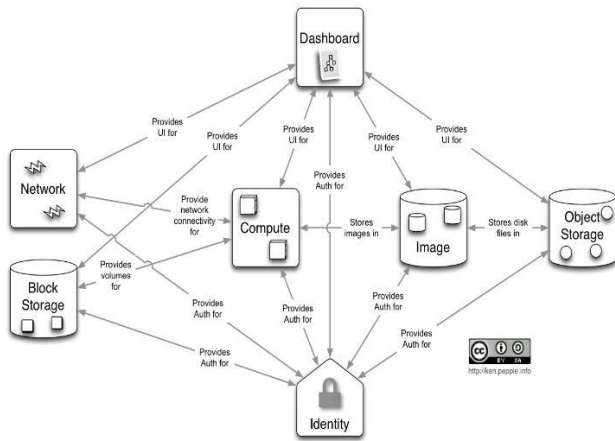 Dashboard
Provides
UI for
Provides
UI for
Provides
UI for
Provides
UI for
Provides
UI for
Provides
Auth for
Network
Provide
network
connectivity
for
Compute
Stores
images in
Image
Stores disk
files in
Object
Storage
Provides
volumes
for
Block
Storage
Provides
Auth for
Provides
Auth for
Provides
Auth for
Provides
Auth for
Provides
Auth for
Identity
cc
BY
SA
http://ken.pepple.info